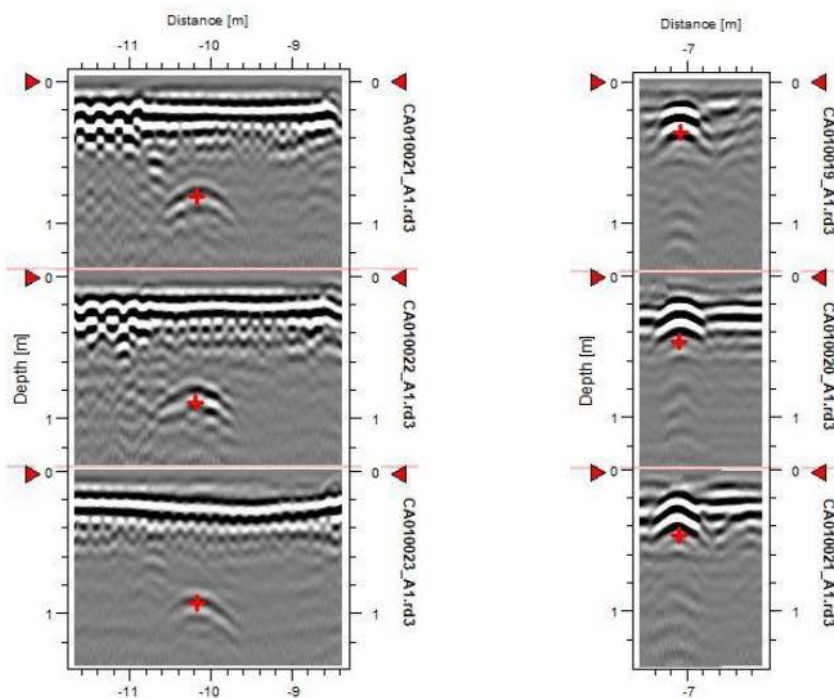 Distance [m]
-11 -10 -9
0 0
1 1
CA010021_A1.rd3
0 0
1 1
CA010022_A1.rd3
Depth [m]
0 0
1 1
CA010023_A1.rd3
-11 -10 -9
Distance [m]
-7
0 0
1 1
CA010019_A1.rd3
0 0
1 1
CA010020_A1.rd3
Depth [m]
0 0
1 1
CA010021_A1.rd3
-7